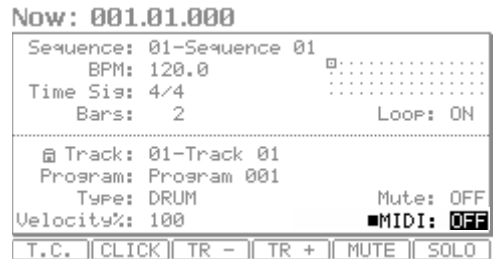 Now: 001.01.000
Sequence: 01-Sequence 01
BPM: 120.0
Time Sig: 4/4
Bars: 2 Loop: ON
Track: 01-Track 01
Program: Program 001
Type: DRUM Mute: OFF
Velocity%: 100 ■MIDI: OFF
T.C. CLICK TR - TR + MUTE SOLO